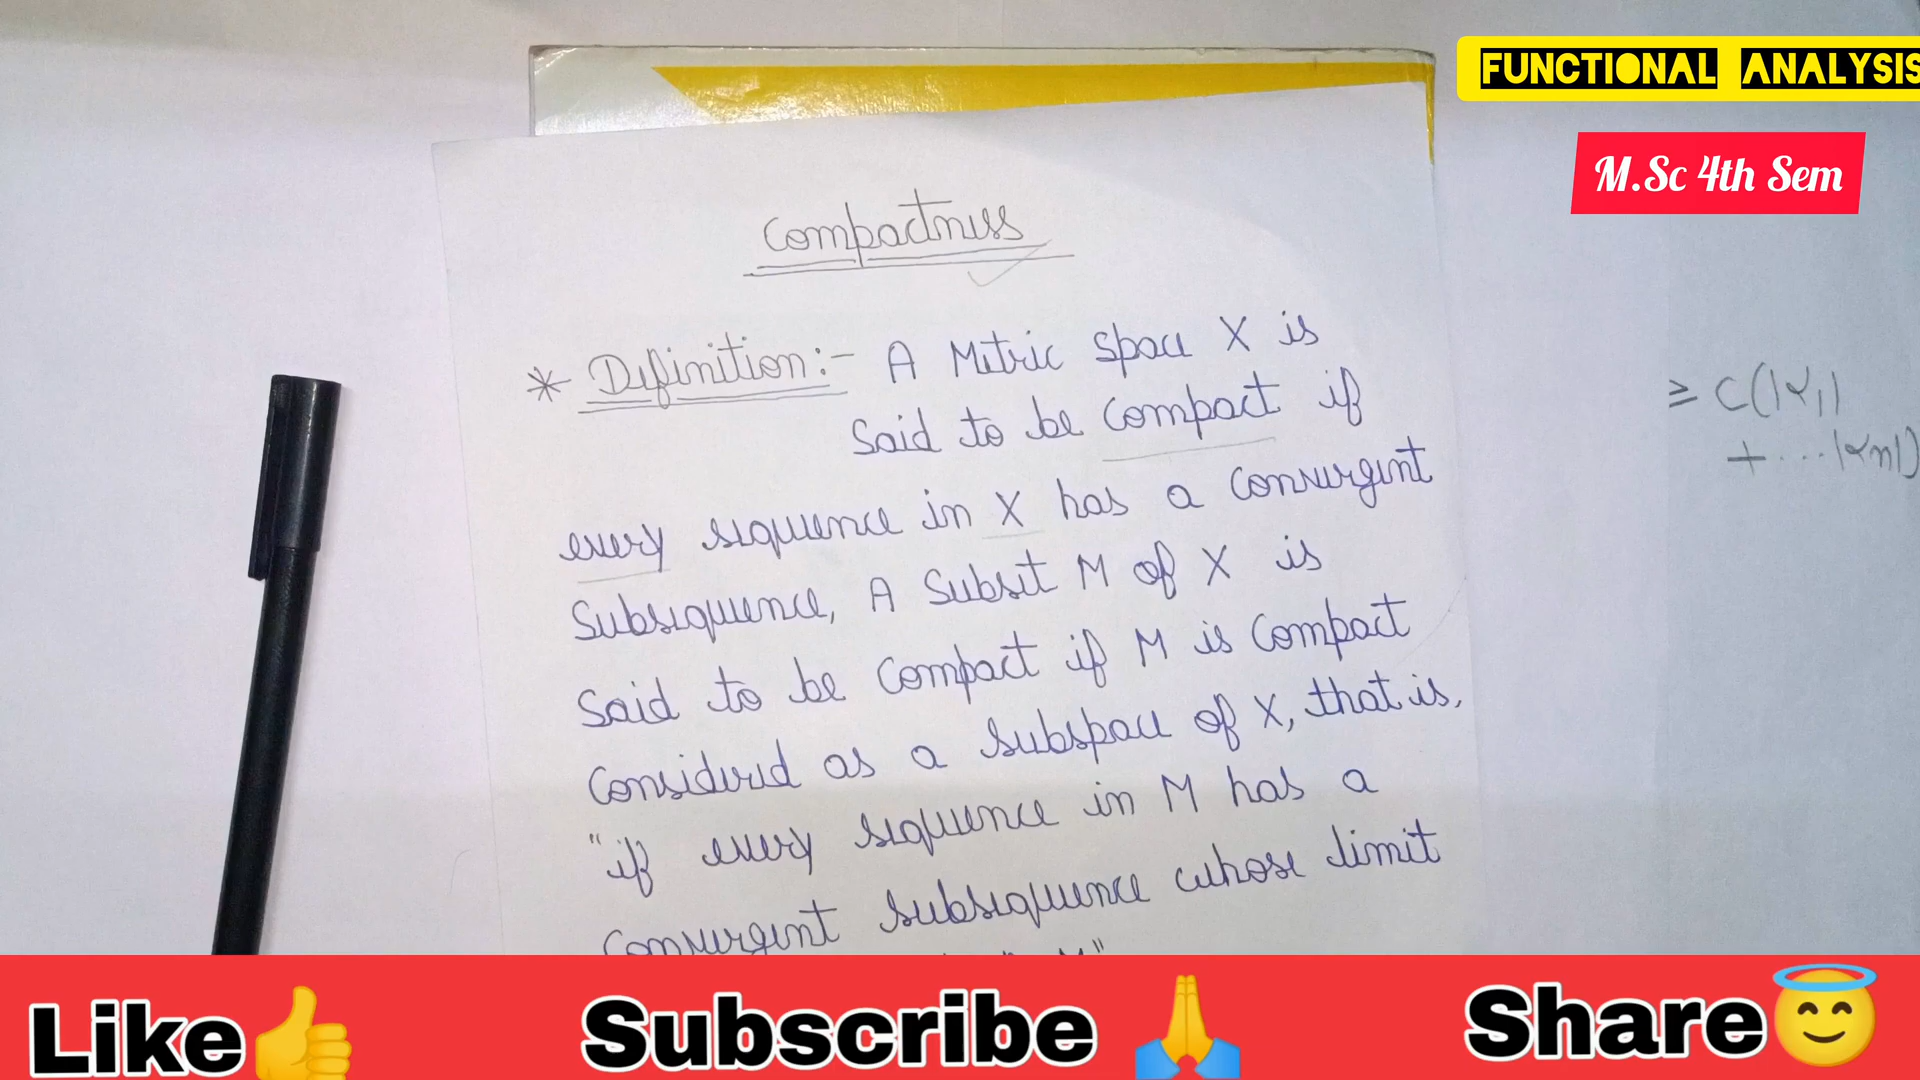 FUNCTIONAL ANALYSIS
M.Sc 4th Sem
Compactness
* Definition:- A Metric space X is
Said to be Compact if
every sequence in X has a convergent
Subsequence, A Subset M of X is
Said to be Compact if M is Compact
Considered as a subspace of X, that is,
"if every sequence in M has a
Convergent subsequence whose limit
≥ C(|α1|
+ ... |αn|)
Like👍 Subscribe 🙏 Share😇